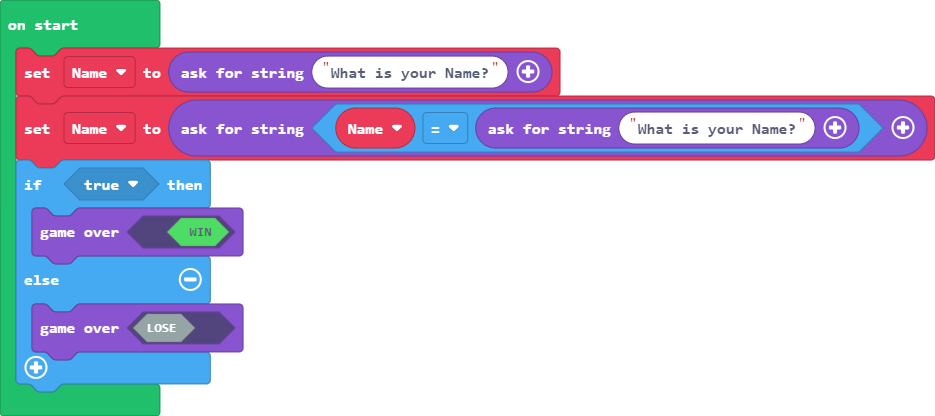 on start
set Name to ask for string "What is your Name?"
set Name to ask for string Name = ask for string "What is your Name?"
if true then
game over WIN
else
game over LOSE